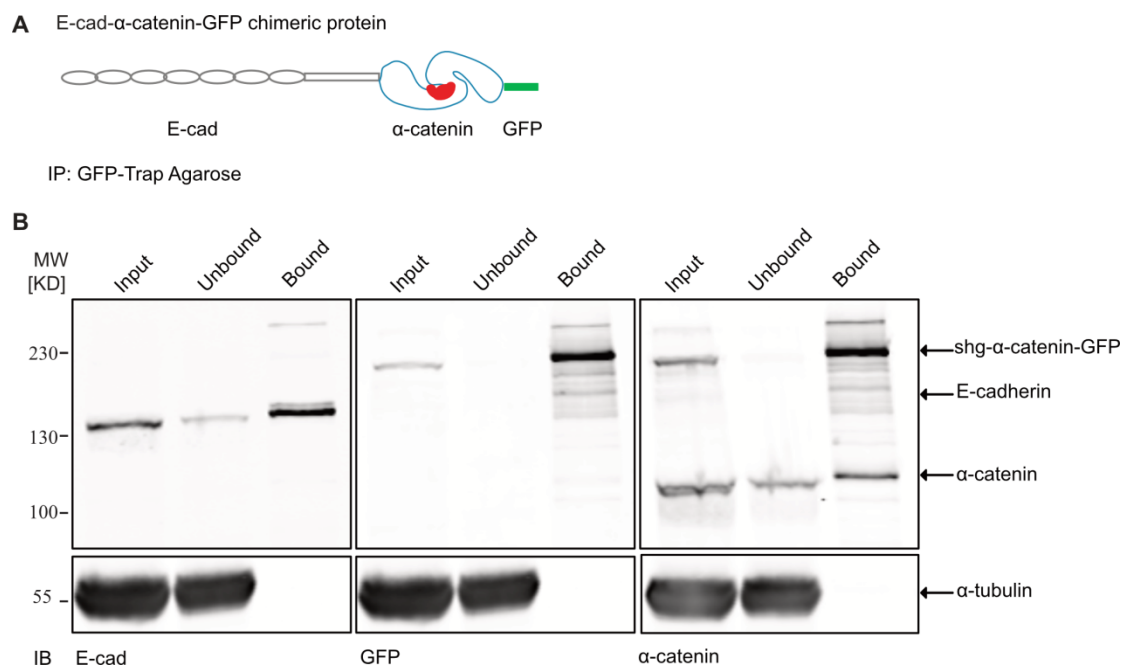 A E-cad-α-catenin-GFP chimeric protein
E-cad α-catenin GFP
IP: GFP-Trap Agarose
B
MW
[KD]
Input Unbound Bound Input Unbound Bound Input Unbound Bound
230
shg-α-catenin-GFP
E-cadherin
130
α-catenin
100
55
α-tubulin
IB E-cad GFP α-catenin